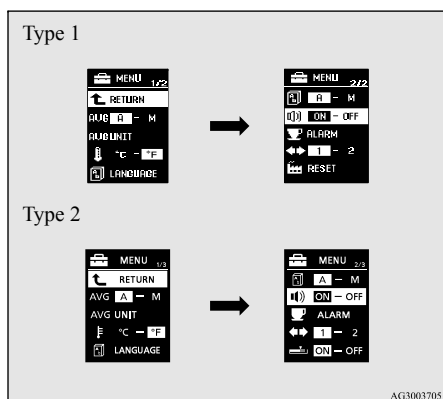 Type 1
MENU 1/2
RETURN
AVG A - M
AVG UNIT
°C - °F
LANGUAGE
MENU 2/2
A - M
ON - OFF
ALARM
1 - 2
RESET
Type 2
MENU 1/3
RETURN
AVG A - M
AVG UNIT
°C - °F
LANGUAGE
MENU 2/3
A - M
ON - OFF
ALARM
1 - 2
ON - OFF
AG3003705